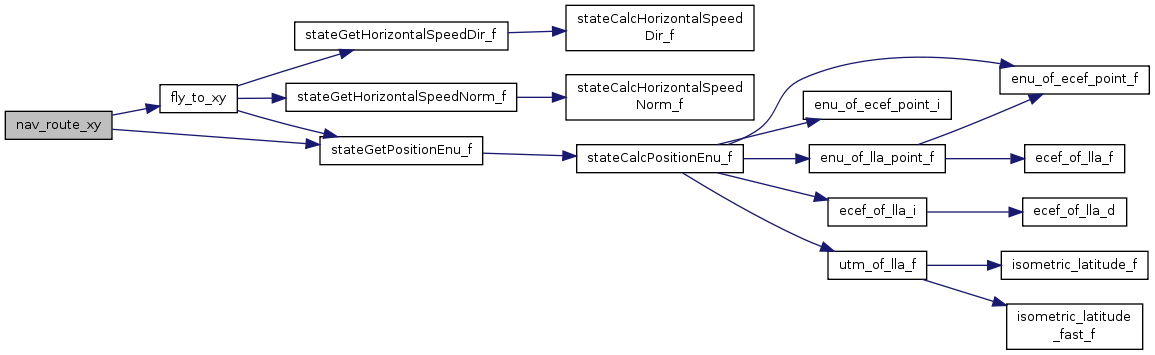 nav_route_xy
fly_to_xy
stateGetHorizontalSpeedDir_f
stateCalcHorizontalSpeed
Dir_f
stateGetHorizontalSpeedNorm_f
stateCalcHorizontalSpeed
Norm_f
stateGetPositionEnu_f
stateCalcPositionEnu_f
enu_of_ecef_point_f
enu_of_ecef_point_i
enu_of_lla_point_f
ecef_of_lla_f
ecef_of_lla_i
ecef_of_lla_d
utm_of_lla_f
isometric_latitude_f
isometric_latitude
_fast_f